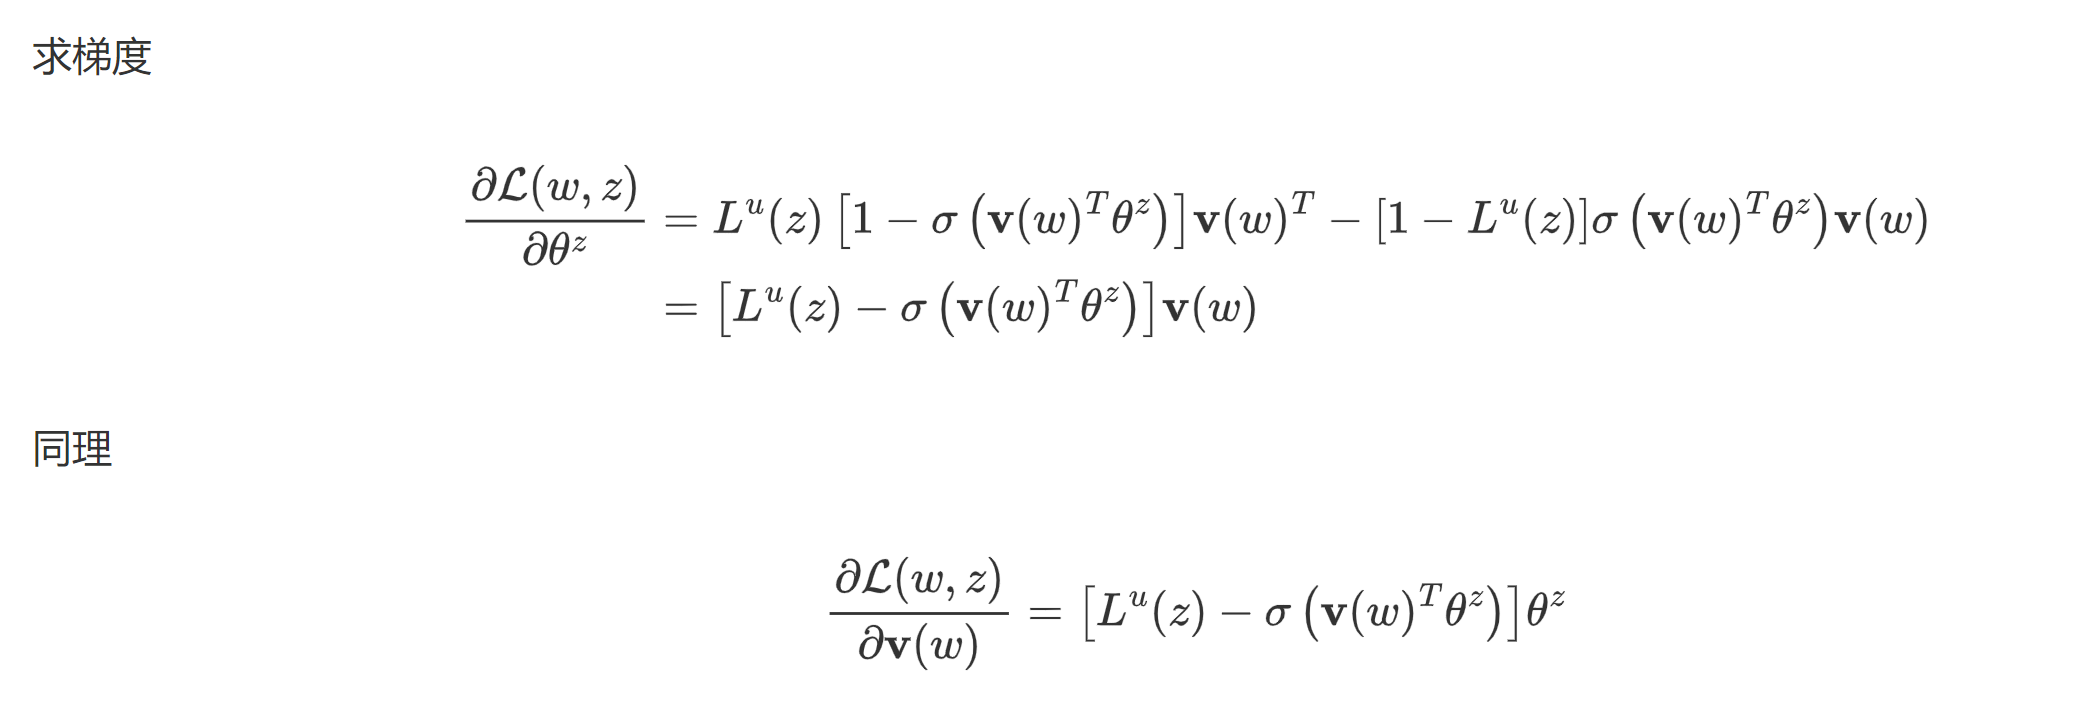 求梯度
∂ℒ(w, z)/∂θ^z = L^u(z) [1 − σ (𝐯(w)^T θ^z)] 𝐯(w)^T − [1 − L^u(z)]σ (𝐯(w)^T θ^z) 𝐯(w)
= [L^u(z) − σ (𝐯(w)^T θ^z)] 𝐯(w)
同理
∂ℒ(w, z)/∂𝐯(w) = [L^u(z) − σ (𝐯(w)^T θ^z)] θ^z